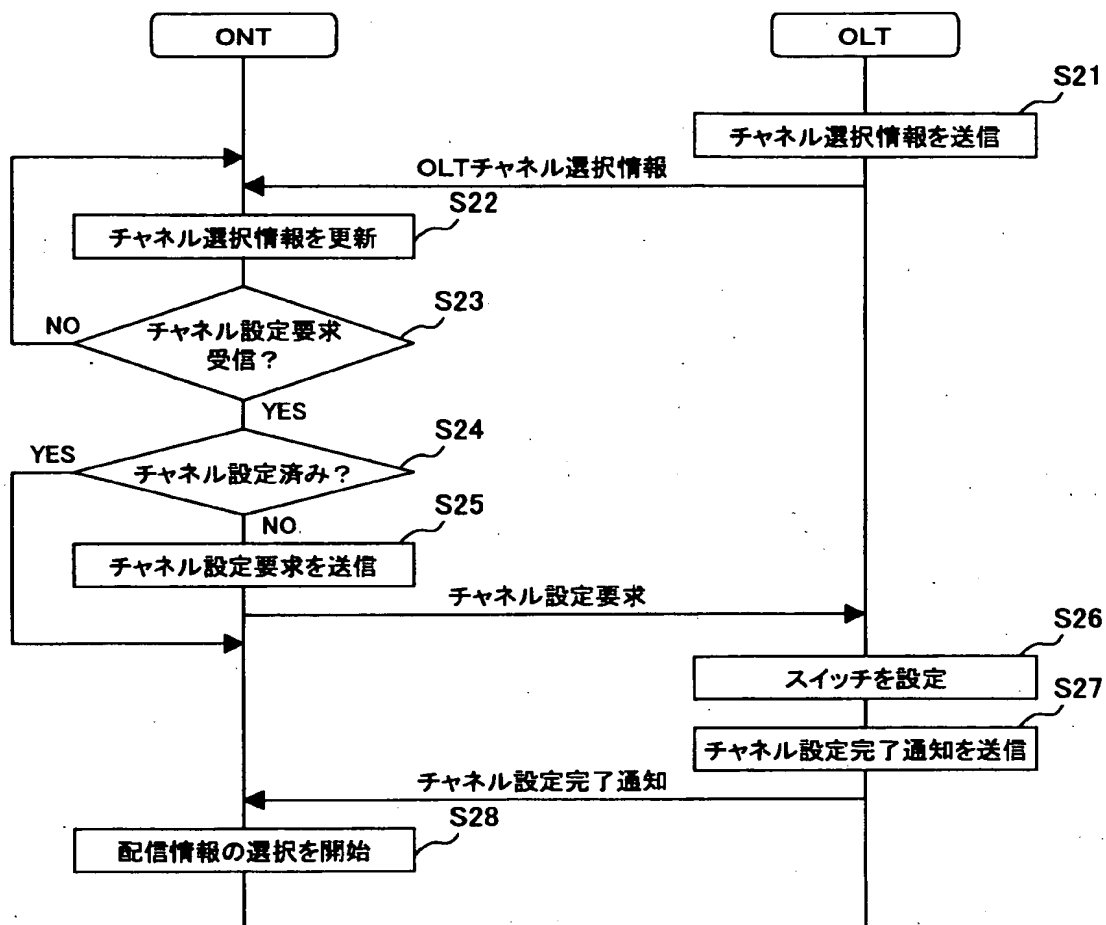 ONT
OLT
S21
チャネル選択情報を送信
OLTチャネル選択情報
S22
チャネル選択情報を更新
S23
NO
チャネル設定要求
受信？
YES
S24
YES
チャネル設定済み？
S25
NO
チャネル設定要求を送信
チャネル設定要求
S26
スイッチを設定
S27
チャネル設定完了通知を送信
チャネル設定完了通知
S28
配信情報の選択を開始